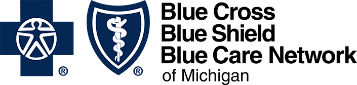 Blue Cross
Blue Shield
Blue Care Network
of Michigan
® ®